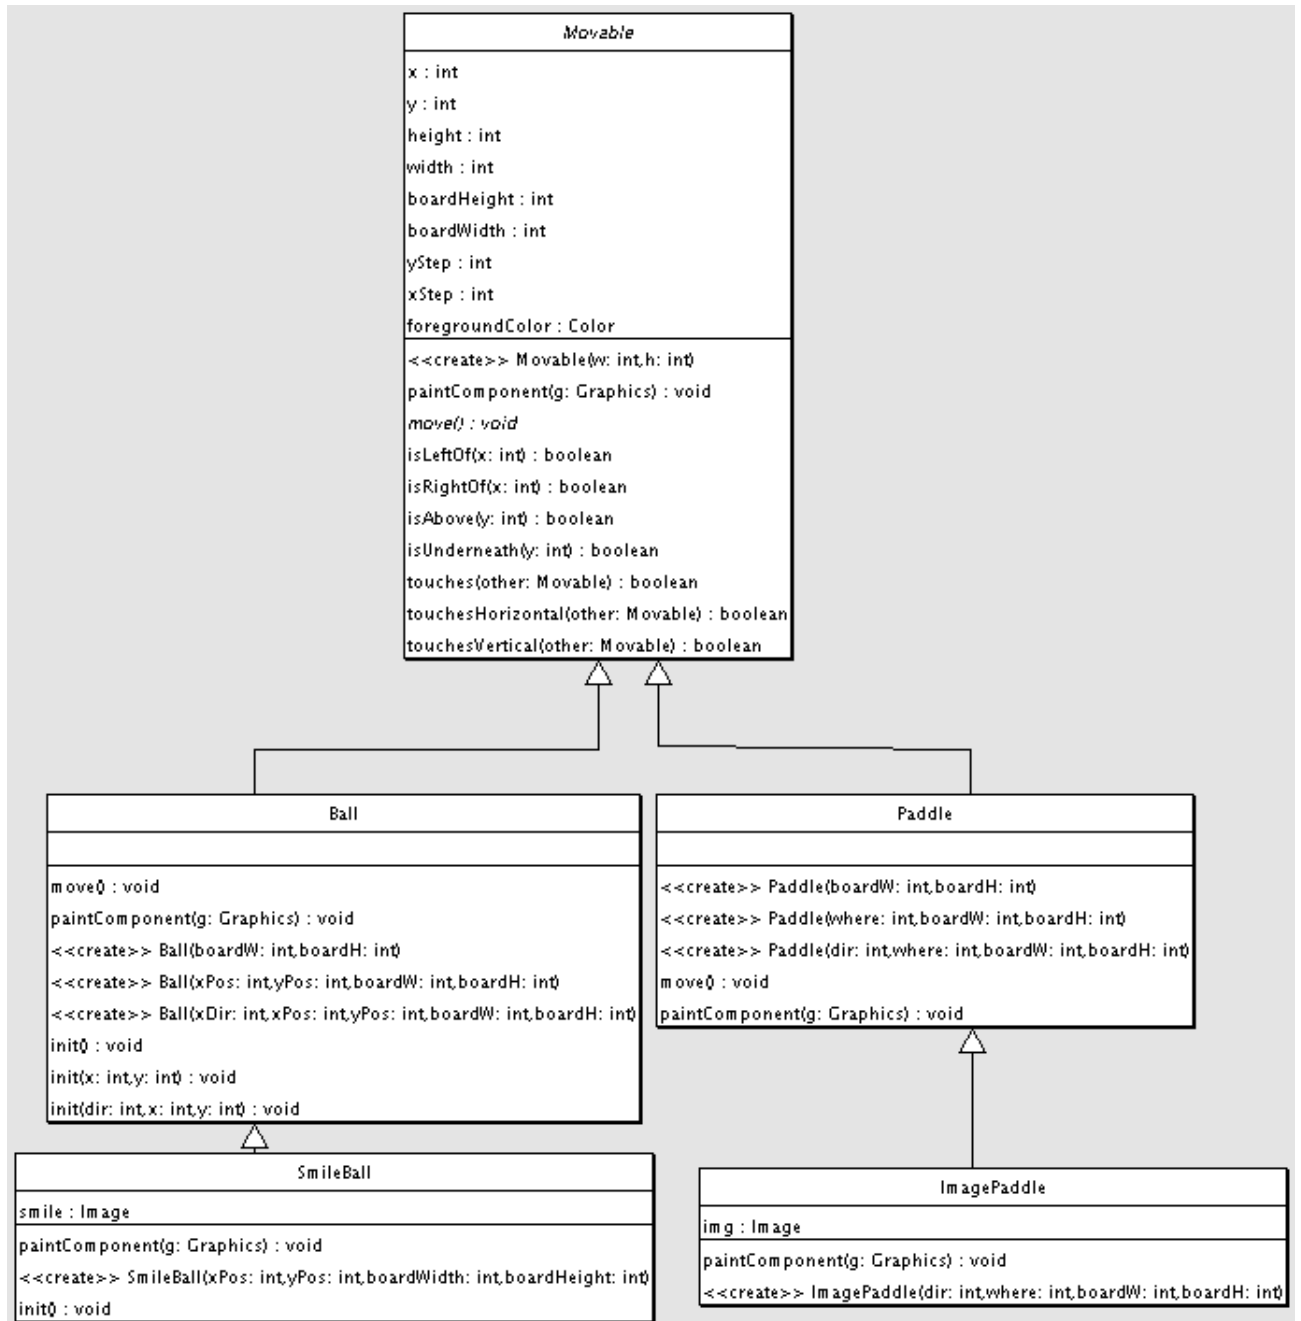 Movable
x : int
y : int
height : int
width : int
boardHeight : int
boardWidth : int
yStep : int
xStep : int
foregroundColor : Color
<<create>> Movable(w: int,h: int)
paintComponent(g: Graphics) : void
move() : void
isLeftOf(x: int) : boolean
isRightOf(x: int) : boolean
isAbove(y: int) : boolean
isUnderneath(y: int) : boolean
touches(other: Movable) : boolean
touchesHorizontal(other: Movable) : boolean
touchesVertical(other: Movable) : boolean
Ball
move() : void
paintComponent(g: Graphics) : void
<<create>> Ball(boardW: int,boardH: int)
<<create>> Ball(xPos: int,yPos: int,boardW: int,boardH: int)
<<create>> Ball(xDir: int,xPos: int,yPos: int,boardW: int,boardH: int)
init() : void
init(x: int,y: int) : void
init(dir: int,x: int,y: int) : void
Paddle
<<create>> Paddle(boardW: int,boardH: int)
<<create>> Paddle(where: int,boardW: int,boardH: int)
<<create>> Paddle(dir: int,where: int,boardW: int,boardH: int)
move() : void
paintComponent(g: Graphics) : void
SmileBall
smile : Image
paintComponent(g: Graphics) : void
<<create>> SmileBall(xPos: int,yPos: int,boardWidth: int,boardHeight: int)
init() : void
ImagePaddle
img : Image
paintComponent(g: Graphics) : void
<<create>> ImagePaddle(dir: int,where: int,boardW: int,boardH: int)